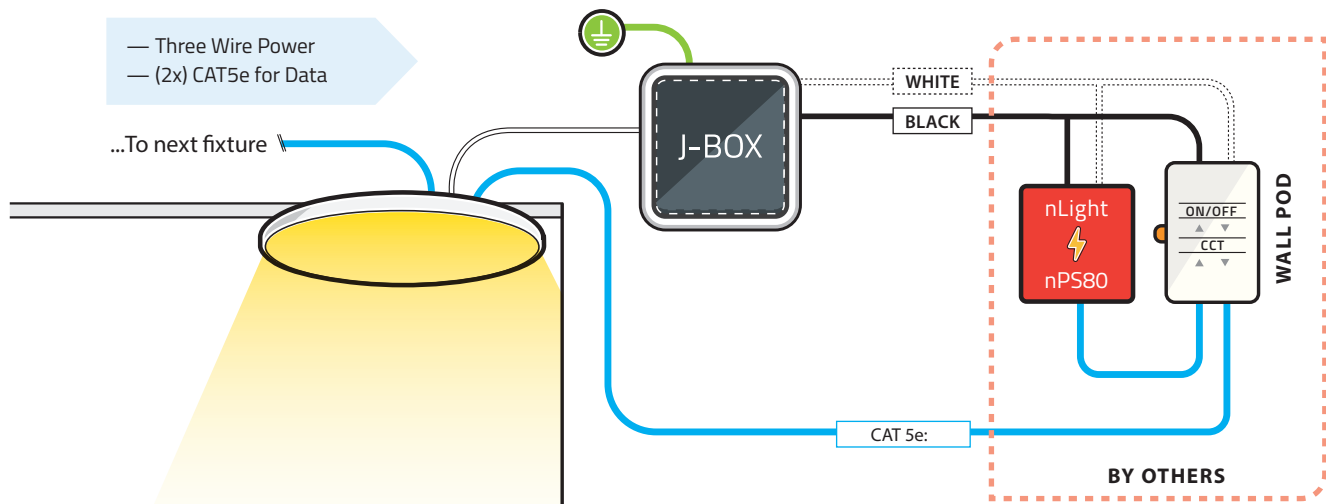 — Three Wire Power
— (2x) CAT5e for Data
...To next fixture
J-BOX
WHITE
BLACK
nLight
nPS80
ON/OFF
CCT
WALL POD
CAT 5e:
BY OTHERS